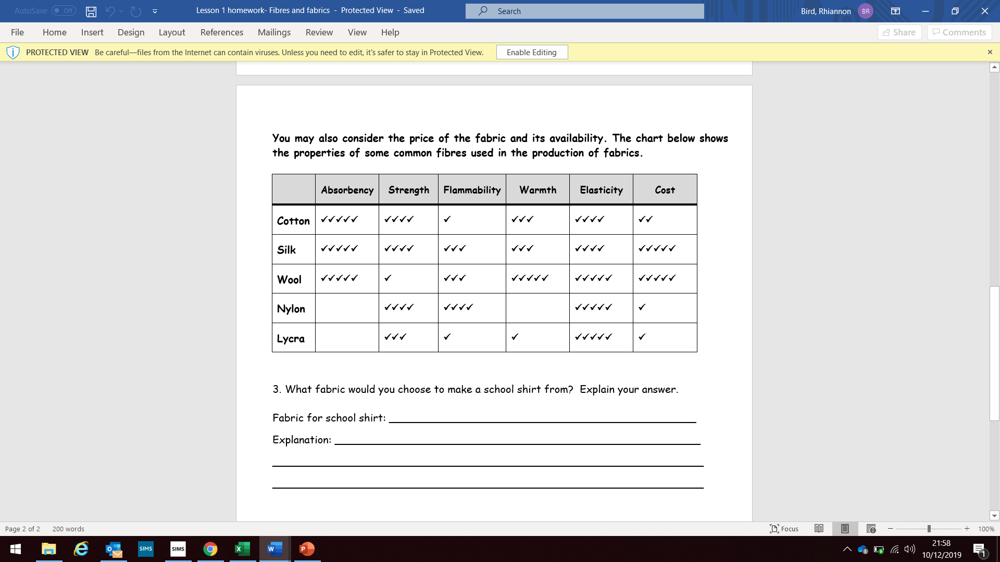 AutoSave Off Lesson 1 homework- Fibres and fabrics - Protected View - Saved Search Bird, Rhiannon BR
File Home Insert Design Layout References Mailings Review View Help Share Comments
PROTECTED VIEW Be careful—files from the Internet can contain viruses. Unless you need to edit, it's safer to stay in Protected View. Enable Editing
You may also consider the price of the fabric and its availability. The chart below shows
the properties of some common fibres used in the production of fabrics.
Absorbency Strength Flammability Warmth Elasticity Cost
Cotton ✓✓✓✓✓ ✓✓✓✓ ✓ ✓✓✓ ✓✓✓✓ ✓✓
Silk ✓✓✓✓✓ ✓✓✓✓ ✓✓✓ ✓✓✓ ✓✓✓✓ ✓✓✓✓✓
Wool ✓✓✓✓✓ ✓ ✓✓✓ ✓✓✓✓✓ ✓✓✓✓✓ ✓✓✓✓✓
Nylon ✓✓✓✓ ✓✓✓✓ ✓✓✓✓✓ ✓
Lycra ✓✓✓ ✓ ✓ ✓✓✓✓✓ ✓
3. What fabric would you choose to make a school shirt from? Explain your answer.
Fabric for school shirt:
Explanation:
Page 2 of 2 200 words Focus 100%
SIMS SIMS 21:58
10/12/2019 1